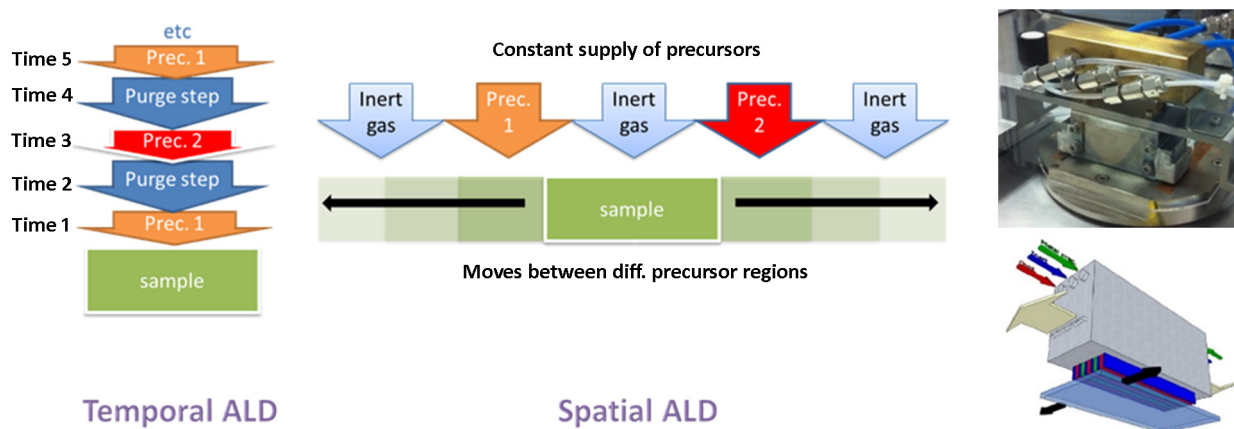 etc
Time 5
Prec. 1
Time 4
Purge step
Time 3
Prec. 2
Time 2
Purge step
Time 1
Prec. 1
sample
Temporal ALD
Constant supply of precursors
Inert
gas
Prec.
1
Inert
gas
Prec.
2
Inert
gas
sample
Moves between diff. precursor regions
Spatial ALD